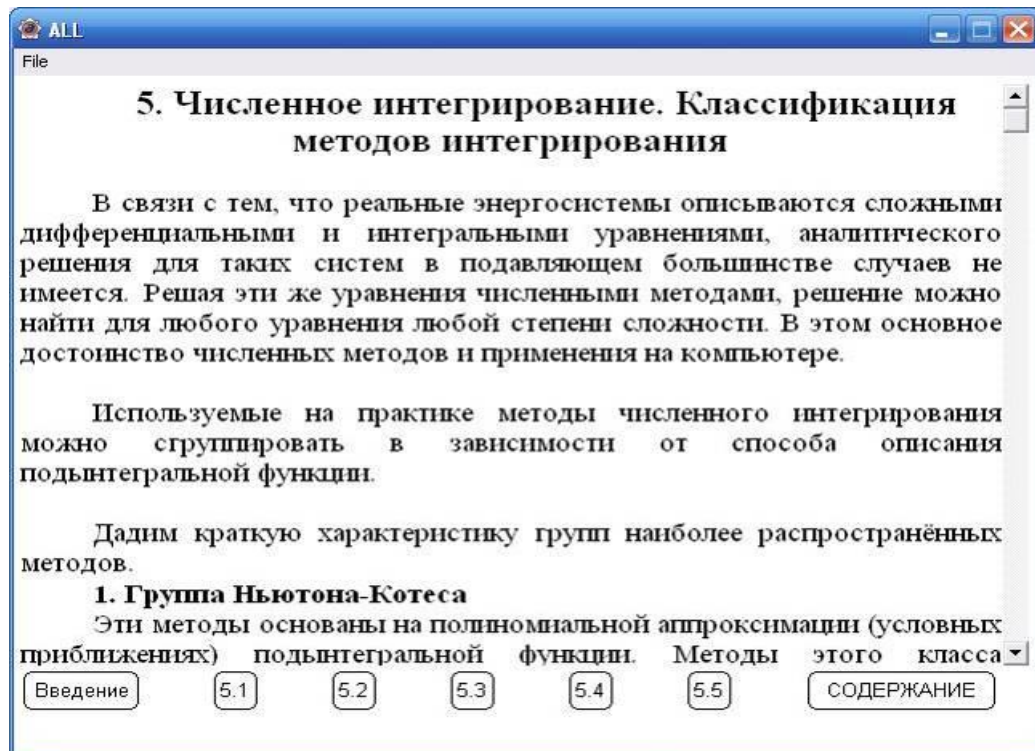 ALL
File
5. Численное интегрирование. Классификация
методов интегрирования
В связи с тем, что реальные энергосистемы описываются сложными
дифференциальными и интегральными уравнениями, аналитического
решения для таких систем в подавляющем большинстве случаев не
имеется. Решая эти же уравнения численными методами, решение можно
найти для любого уравнения любой степени сложности. В этом основное
достоинство численных методов и применения на компьютере.
Используемые на практике методы численного интегрирования
можно сгруппировать в зависимости от способа описания
подынтегральной функции.
Дадим краткую характеристику групп наиболее распространённых
методов.
1. Группа Ньютона-Котеса
Эти методы основаны на полиномиальной аппроксимации (условных
приближениях) подынтегральной функции. Методы этого класса
Введение 5.1 5.2 5.3 5.4 5.5 СОДЕРЖАНИЕ